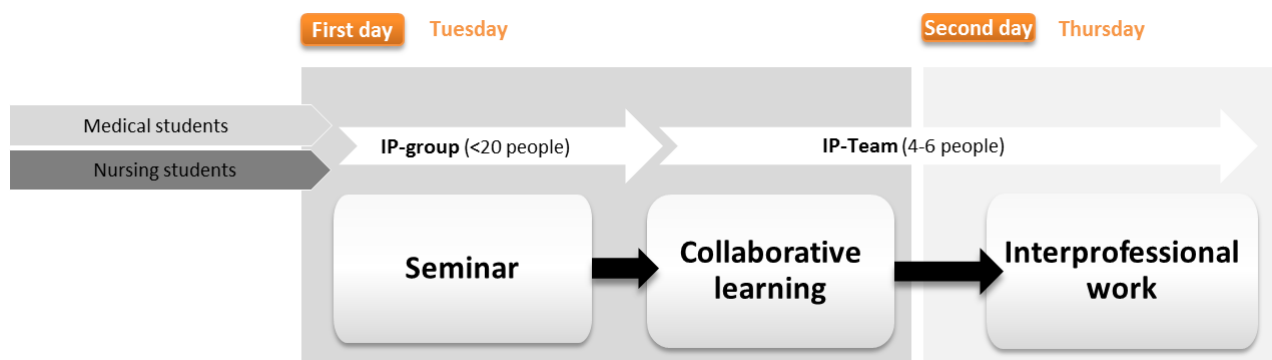 First day Tuesday
Second day Thursday
Medical students
Nursing students
IP-group (<20 people)
IP-Team (4-6 people)
Seminar
Collaborative
learning
Interprofessional
work